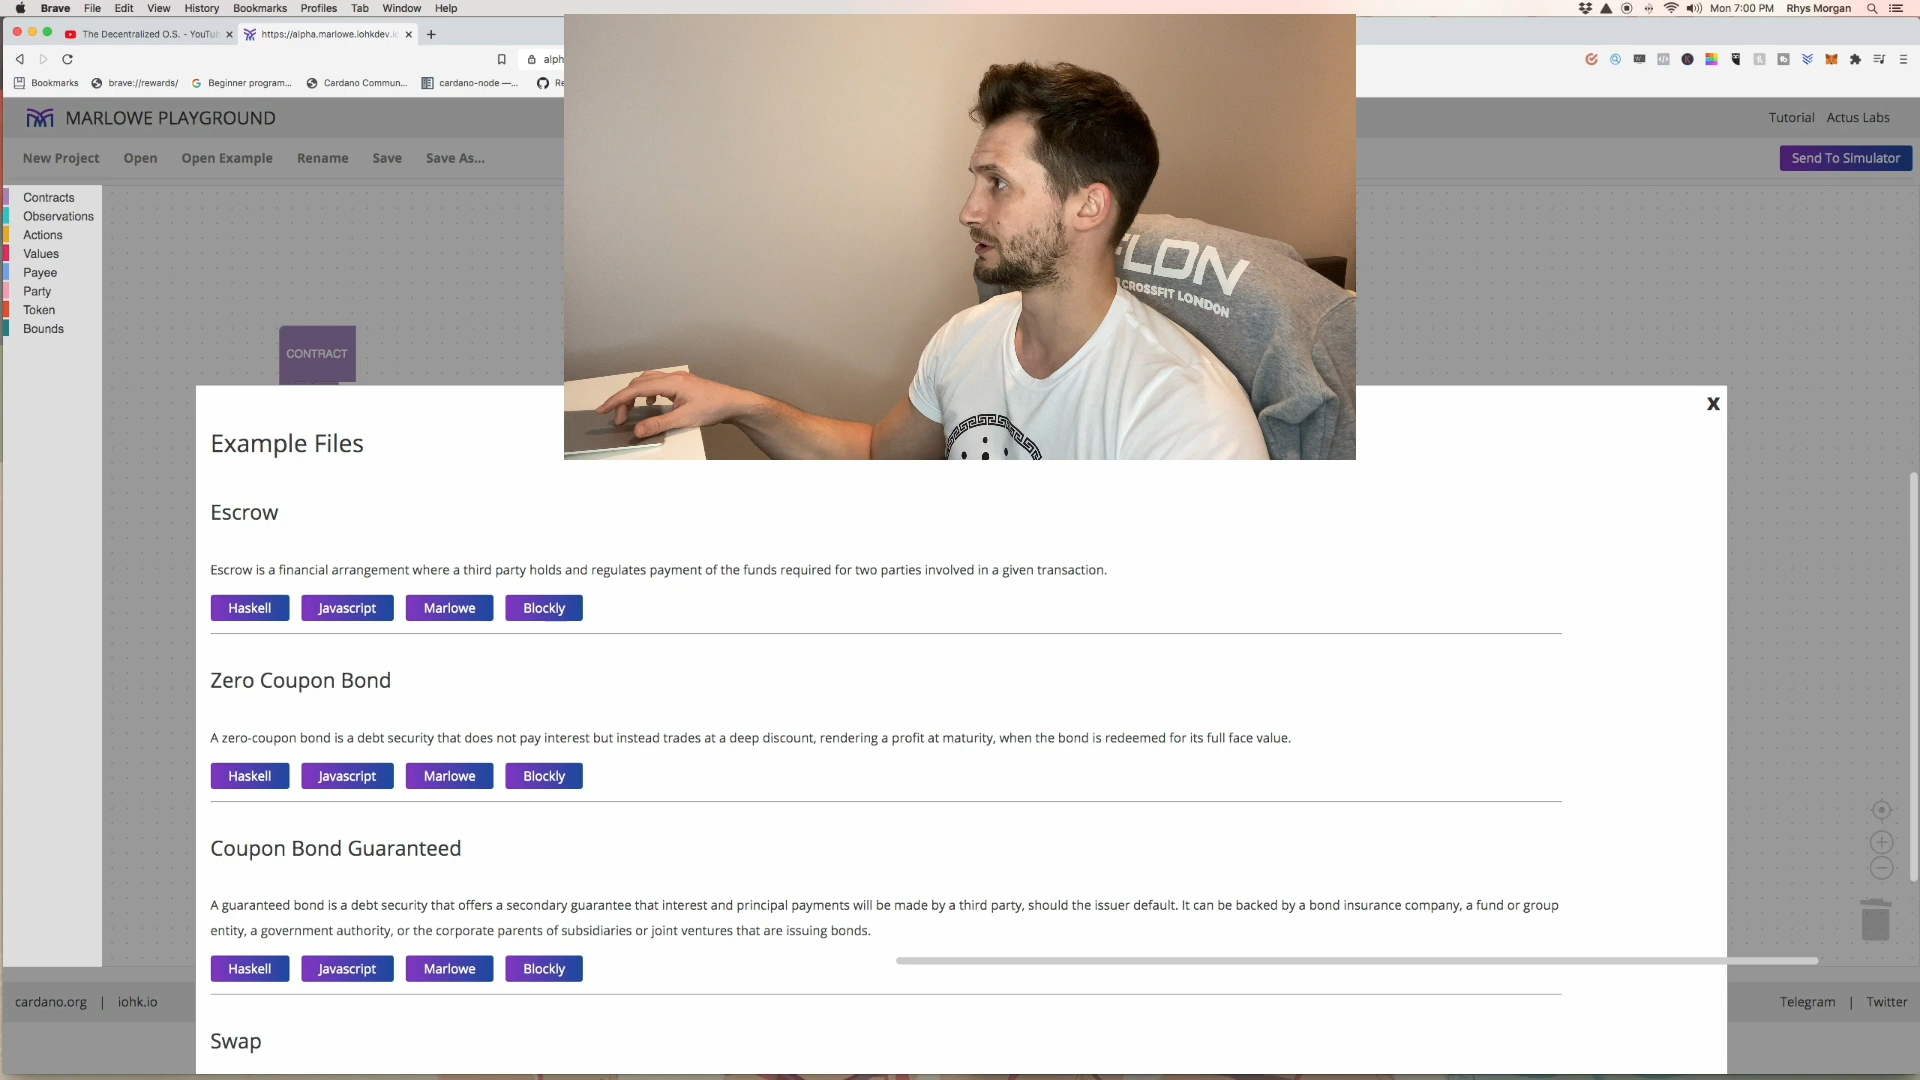 Brave File Edit View History Bookmarks Profiles Tab Window Help
Mon 7:00 PM Rhys Morgan
The Decentralized O.S. - YouTu
https://alpha.marlowe.iohkdev.i
alph
Bookmarks brave://rewards/ Beginner program... Cardano Commun... cardano-node —... Re
MARLOWE PLAYGROUND
Tutorial Actus Labs
New Project Open Open Example Rename Save Save As...
Send To Simulator
Contracts
Observations
Actions
Values
Payee
Party
Token
Bounds
CONTRACT
FLDN
CROSSFIT LONDON
X
Example Files
Escrow
Escrow is a financial arrangement where a third party holds and regulates payment of the funds required for two parties involved in a given transaction.
Haskell Javascript Marlowe Blockly
Zero Coupon Bond
A zero-coupon bond is a debt security that does not pay interest but instead trades at a deep discount, rendering a profit at maturity, when the bond is redeemed for its full face value.
Haskell Javascript Marlowe Blockly
Coupon Bond Guaranteed
A guaranteed bond is a debt security that offers a secondary guarantee that interest and principal payments will be made by a third party, should the issuer default. It can be backed by a bond insurance company, a fund or group
entity, a government authority, or the corporate parents of subsidiaries or joint ventures that are issuing bonds.
Haskell Javascript Marlowe Blockly
Swap
cardano.org | iohk.io
Telegram | Twitter